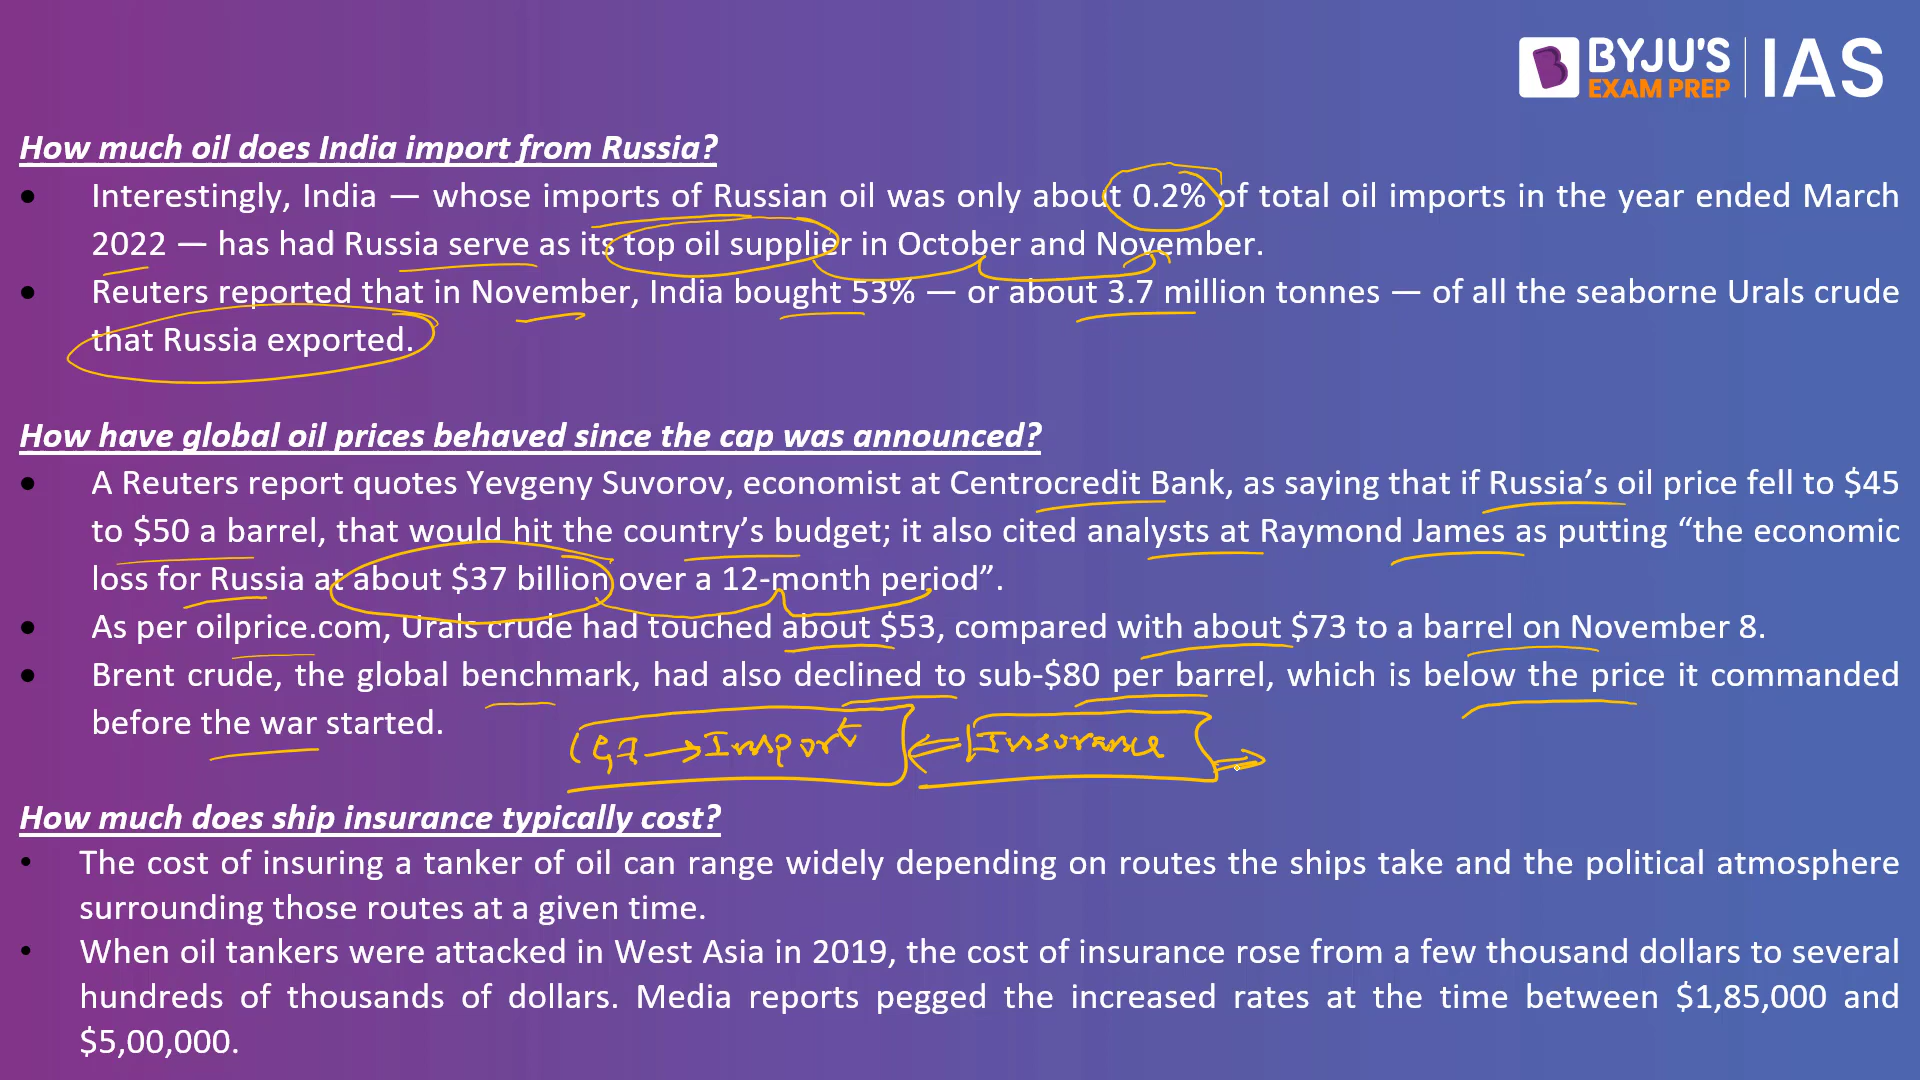 BYJU'S
EXAM PREP
IAS
How much oil does India import from Russia?
• Interestingly, India — whose imports of Russian oil was only about 0.2% of total oil imports in the year ended March
2022 — has had Russia serve as its top oil supplier in October and November.
• Reuters reported that in November, India bought 53% — or about 3.7 million tonnes — of all the seaborne Urals crude
that Russia exported.
How have global oil prices behaved since the cap was announced?
• A Reuters report quotes Yevgeny Suvorov, economist at Centrocredit Bank, as saying that if Russia’s oil price fell to $45
to $50 a barrel, that would hit the country’s budget; it also cited analysts at Raymond James as putting “the economic
loss for Russia at about $37 billion over a 12-month period”.
• As per oilprice.com, Urals crude had touched about $53, compared with about $73 to a barrel on November 8.
• Brent crude, the global benchmark, had also declined to sub-$80 per barrel, which is below the price it commanded
before the war started.
(G7 → Import ← Insurance →
How much does ship insurance typically cost?
• The cost of insuring a tanker of oil can range widely depending on routes the ships take and the political atmosphere
surrounding those routes at a given time.
• When oil tankers were attacked in West Asia in 2019, the cost of insurance rose from a few thousand dollars to several
hundreds of thousands of dollars. Media reports pegged the increased rates at the time between $1,85,000 and
$5,00,000.